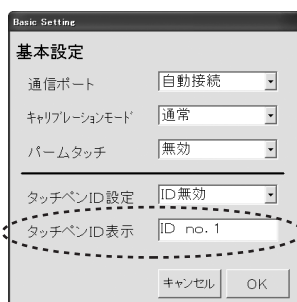 Basic Setting
基本設定
通信ポート 自動接続
ｷｬﾘﾌﾞﾚｰｼｮﾝﾓｰﾄﾞ 通常
パームタッチ 無効
タッチペンID設定 ID無効
タッチペンID表示 ID no.1
ｷｬﾝｾﾙ OK